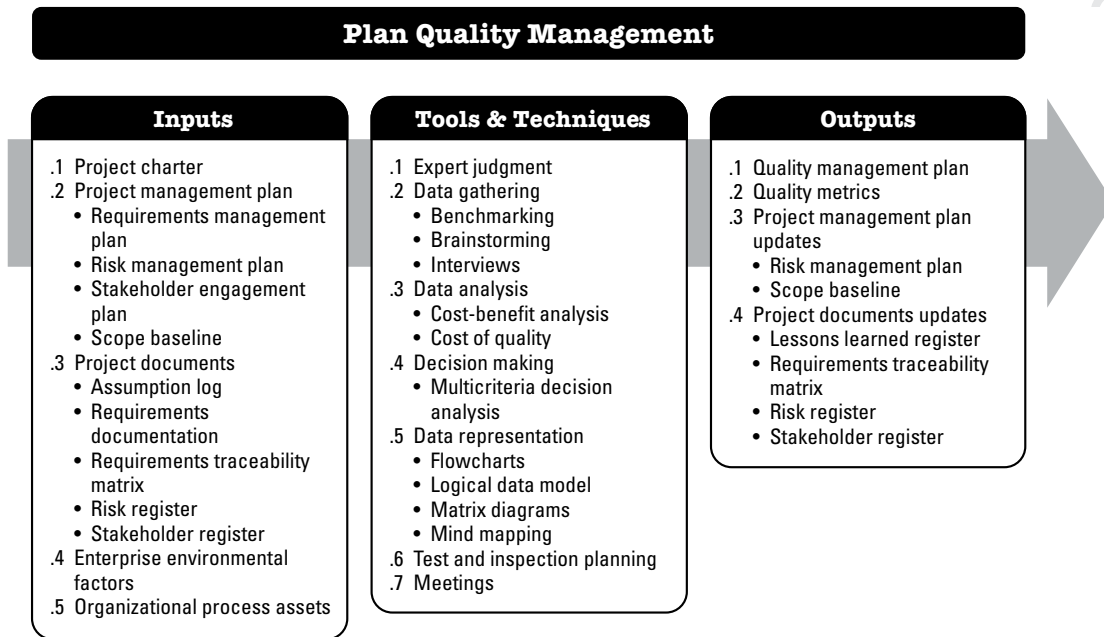 Plan Quality Management
Inputs
.1 Project charter
.2 Project management plan
• Requirements management
plan
• Risk management plan
• Stakeholder engagement
plan
• Scope baseline
.3 Project documents
• Assumption log
• Requirements
documentation
• Requirements traceability
matrix
• Risk register
• Stakeholder register
.4 Enterprise environmental
factors
.5 Organizational process assets
Tools & Techniques
.1 Expert judgment
.2 Data gathering
• Benchmarking
• Brainstorming
• Interviews
.3 Data analysis
• Cost-benefit analysis
• Cost of quality
.4 Decision making
• Multicriteria decision
analysis
.5 Data representation
• Flowcharts
• Logical data model
• Matrix diagrams
• Mind mapping
.6 Test and inspection planning
.7 Meetings
Outputs
.1 Quality management plan
.2 Quality metrics
.3 Project management plan
updates
• Risk management plan
• Scope baseline
.4 Project documents updates
• Lessons learned register
• Requirements traceability
matrix
• Risk register
• Stakeholder register